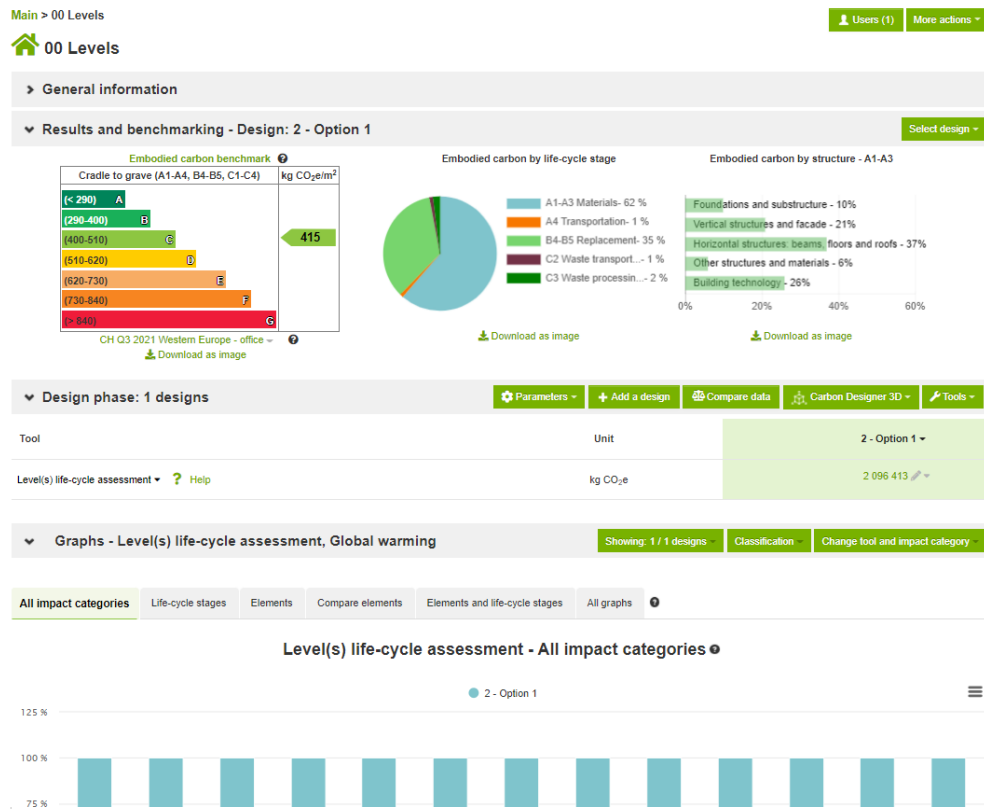 Main > 00 Levels
Users (1)
More actions
00 Levels
General information
Results and benchmarking - Design: 2 - Option 1
Select design
Embodied carbon benchmark ?
Cradle to grave (A1-A4, B4-B5, C1-C4) kg CO₂e/m²
(< 290) A
(290-400) B
(400-510) C
415
(510-620) D
(620-730) E
(730-840) F
(> 840) G
CH Q3 2021 Western Europe - office ?
Download as image
Embodied carbon by life-cycle stage
A1-A3 Materials- 62 %
A4 Transportation- 1 %
B4-B5 Replacement- 35 %
C2 Waste transport...- 1 %
C3 Waste processin...- 2 %
Download as image
Embodied carbon by structure - A1-A3
Foundations and substructure - 10%
Vertical structures and facade - 21%
Horizontal structures: beams, floors and roofs - 37%
Other structures and materials - 6%
Building technology - 26%
0% 20% 40% 60%
Download as image
Design phase: 1 designs
Parameters
Add a design
Compare data
Carbon Designer 3D
Tools
Tool Unit 2 - Option 1
Level(s) life-cycle assessment ? Help kg CO₂e 2 096 413
Graphs - Level(s) life-cycle assessment, Global warming
Showing: 1 / 1 designs
Classification
Change tool and impact category
All impact categories
Life-cycle stages
Elements
Compare elements
Elements and life-cycle stages
All graphs
?
Level(s) life-cycle assessment - All impact categories ?
2 - Option 1
125 %
100 %
75 %